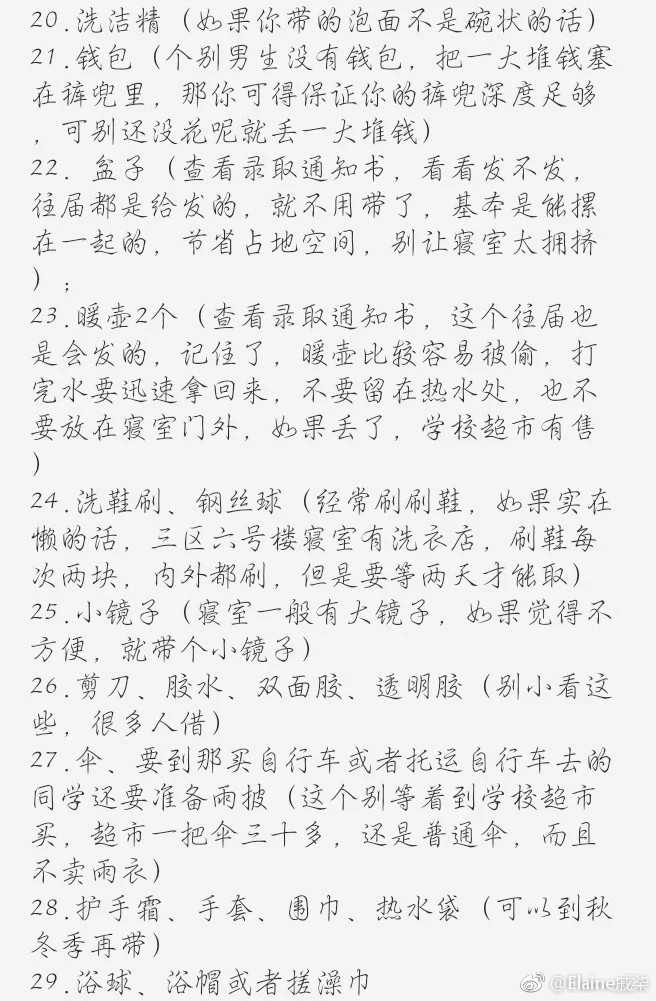 20.洗洁精（如果你带的泡面不是碗状的话）
21.钱包（个别男生没有钱包，把一大堆钱塞
在裤兜里，那你可得保证你的裤兜深度足够
，可别还没花呢就丢一大堆钱）
22. 盆子（查看录取通知书，看看发不发，
往届都是给发的，就不用带了，基本是能摞
在一起的，节省占地空间，别让寝室太拥挤
）；
23.暖壶2个（查看录取通知书，这个往届也
是会发的，记住了，暖壶比较容易被偷，打
完水要迅速拿回来，不要留在热水处，也不
要放在寝室门外，如果丢了，学校超市有售
）
24.洗鞋刷、钢丝球（经常刷刷鞋，如果实在
懒的话，三区六号楼寝室有洗衣店，刷鞋每
次两块，内外都刷，但是要等两天才能取）
25.小镜子（寝室一般有大镜子，如果觉得不
方便，就带个小镜子）
26.剪刀、胶水、双面胶、透明胶（别小看这
些，很多人借）
27.伞、要到那买自行车或者托运自行车去的
同学还要准备雨披（这个别等着到学校超市
买，超市一把伞三十多，还是普通伞，而且
不卖雨衣）
28.护手霜、手套、围巾、热水袋（可以到秋
冬季再带）
29.浴球、浴帽或者搓澡巾
@Elaine